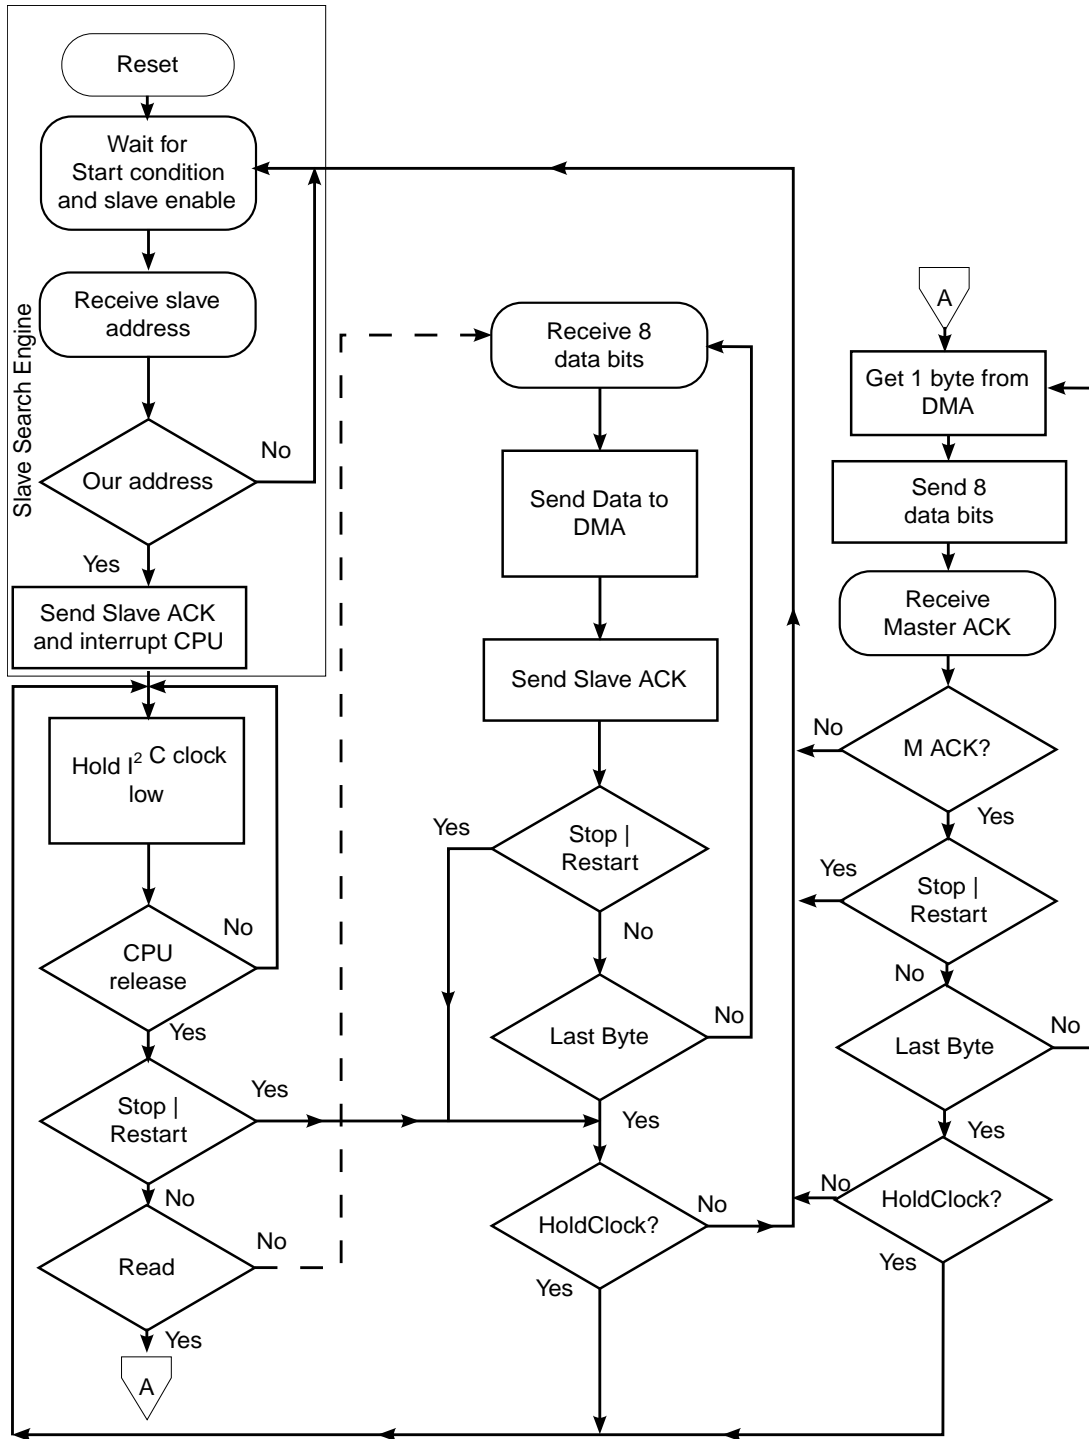 Reset
Wait for
Start condition
and slave enable
Receive slave
address
Slave Search Engine
Our address
No
Yes
Send Slave ACK
and interrupt CPU
Hold I² C clock
low
CPU
release
No
Yes
Stop |
Restart
Yes
No
Read
No
Yes
A
Receive 8
data bits
Send Data to
DMA
Send Slave ACK
Stop |
Restart
Yes
No
Last Byte
No
Yes
HoldClock?
No
Yes
A
Get 1 byte from
DMA
Send 8
data bits
Receive
Master ACK
M ACK?
No
Yes
Stop |
Restart
Yes
No
Last Byte
No
Yes
HoldClock?
No
Yes